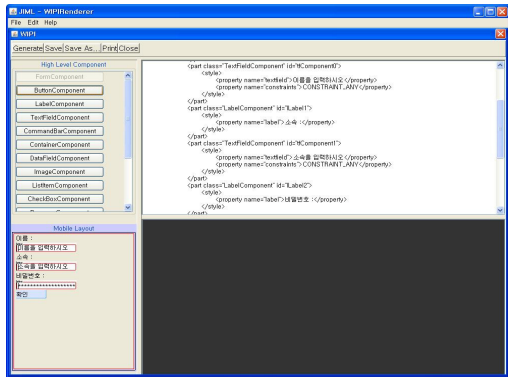 JIML - WIPIRenderer
File Edit Help
WIPI
Generate Save Save As... Print Close
High Level Component
FormComponent
ButtonComponent
LabelComponent
TextFieldComponent
CommandBarComponent
ContainerComponent
DataFieldComponent
ImageComponent
ListItemComponent
CheckBoxComponent
<part class="TextFieldComponent" id="tfComponent0">
<style>
<property name="textfield">이름을 입력하시오</property>
<property name="constraints">CONSTRAINT_ANY</property>
</style>
</part>
<part class="LabelComponent" id="lLabel1">
<style>
<property name="label">소속 :</property>
</style>
</part>
<part class="TextFieldComponent" id="tfComponent1">
<style>
<property name="textfield">소속을 입력하시오</property>
<property name="constraints">CONSTRAINT_ANY</property>
</style>
</part>
<part class="LabelComponent" id="lLabel2">
<style>
<property name="label">비밀번호 :</property>
</style>
</part>
Mobile Layout
이름 :
이름을 입력하시오
소속 :
소속을 입력하시오
비밀번호 :
확인